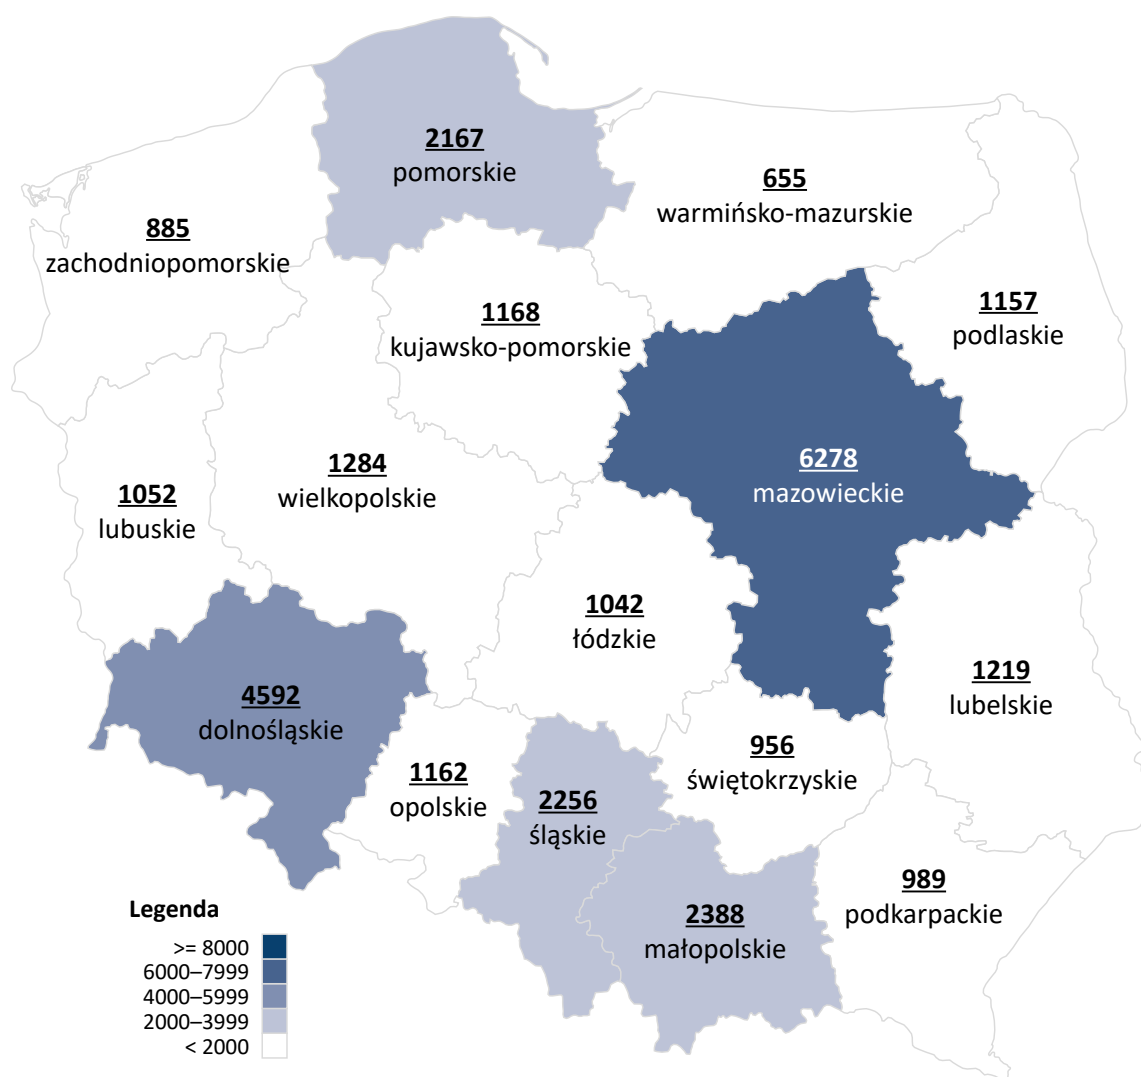 2167
pomorskie
655
warmińsko-mazurskie
885
zachodniopomorskie
1168
kujawsko-pomorskie
1157
podlaskie
1284
wielkopolskie
6278
mazowieckie
1052
lubuskie
1042
łódzkie
4592
dolnośląskie
1219
lubelskie
956
świętokrzyskie
1162
opolskie
2256
śląskie
989
podkarpackie
2388
małopolskie
Legenda
>= 8000
6000–7999
4000–5999
2000–3999
< 2000